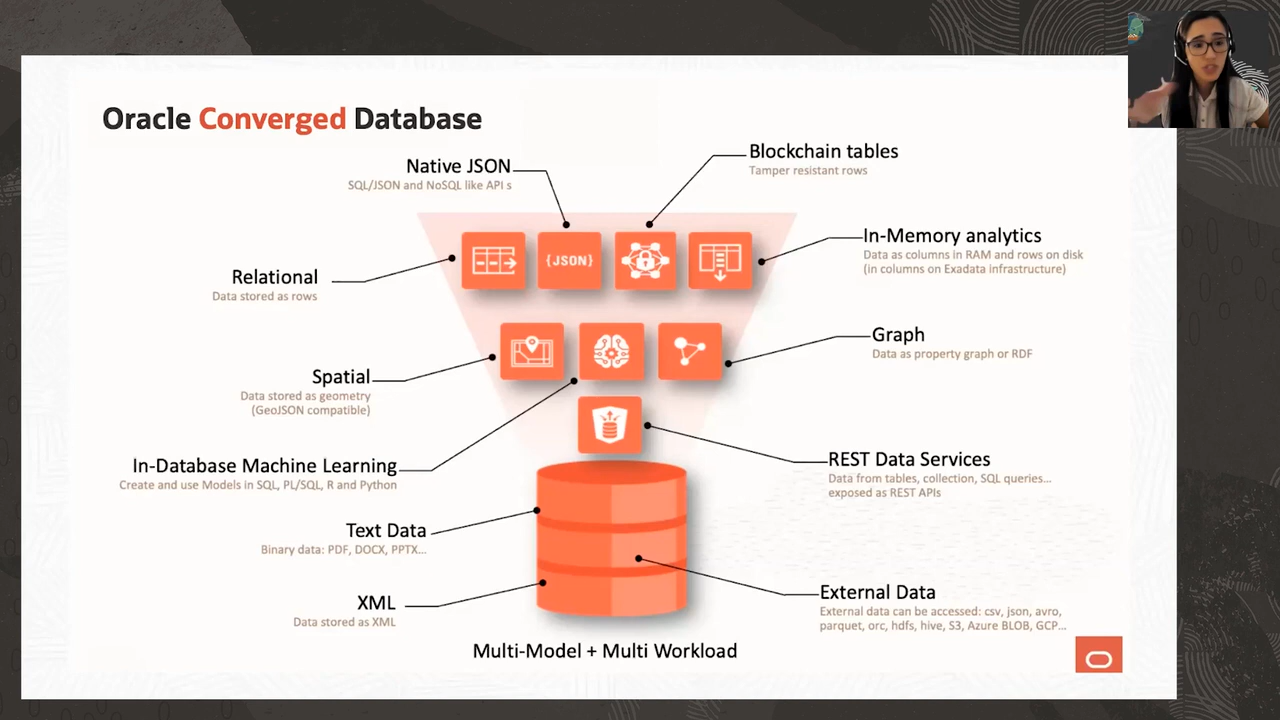 Oracle Converged Database
Native JSON
SQL/JSON and NoSQL like API s
Blockchain tables
Tamper resistant rows
In-Memory analytics
Data as columns in RAM and rows on disk
(in columns on Exadata infrastructure)
Relational
Data stored as rows
{JSON}
Graph
Data as property graph or RDF
Spatial
Data stored as geometry
(GeoJSON compatible)
In-Database Machine Learning
Create and use Models in SQL, PL/SQL, R and Python
REST Data Services
Data from tables, collection, SQL queries...
exposed as REST APIs
Text Data
Binary data: PDF, DOCX, PPTX...
External Data
External data can be accessed: csv, json, avro,
parquet, orc, hdfs, hive, S3, Azure BLOB, GCP...
XML
Data stored as XML
Multi-Model + Multi Workload